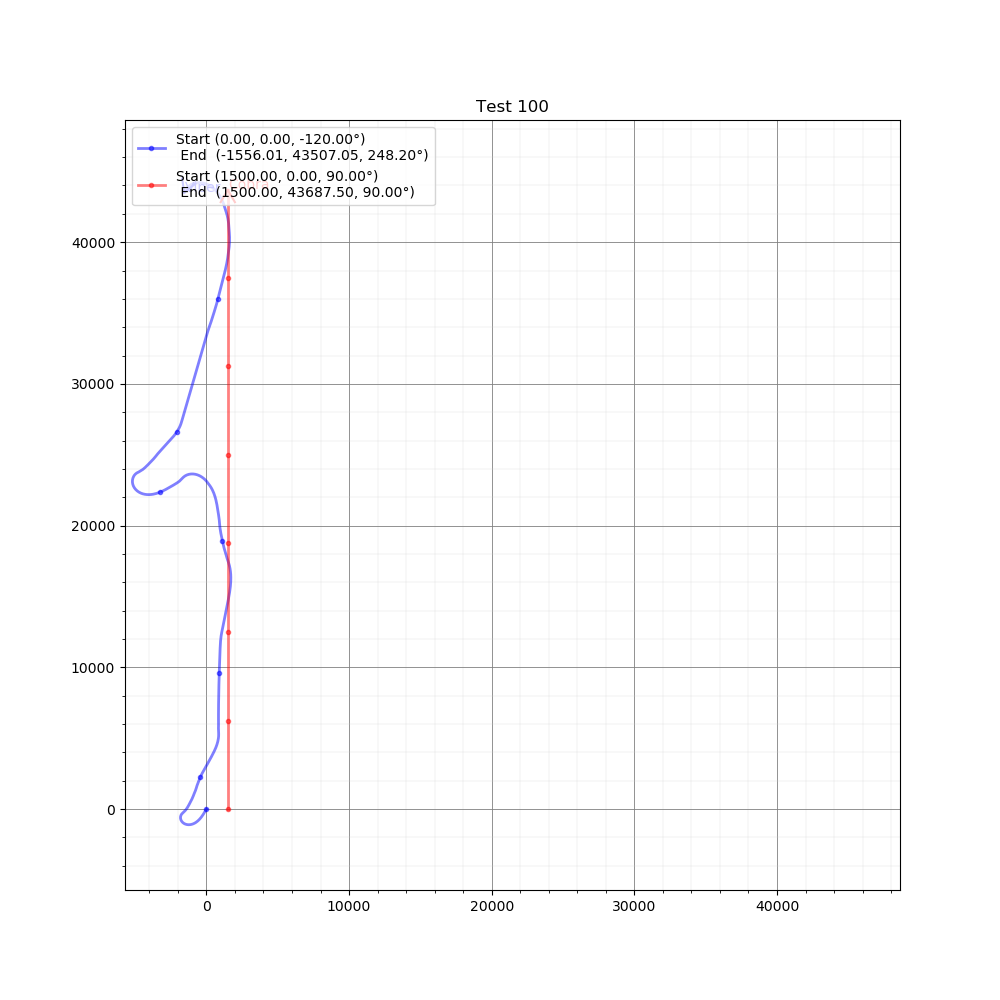 Test 100
Start (0.00, 0.00, -120.00°)
End (-1556.01, 43507.05, 248.20°)
Start (1500.00, 0.00, 90.00°)
End (1500.00, 43687.50, 90.00°)
40000
30000
20000
10000
0
0 10000 20000 30000 40000